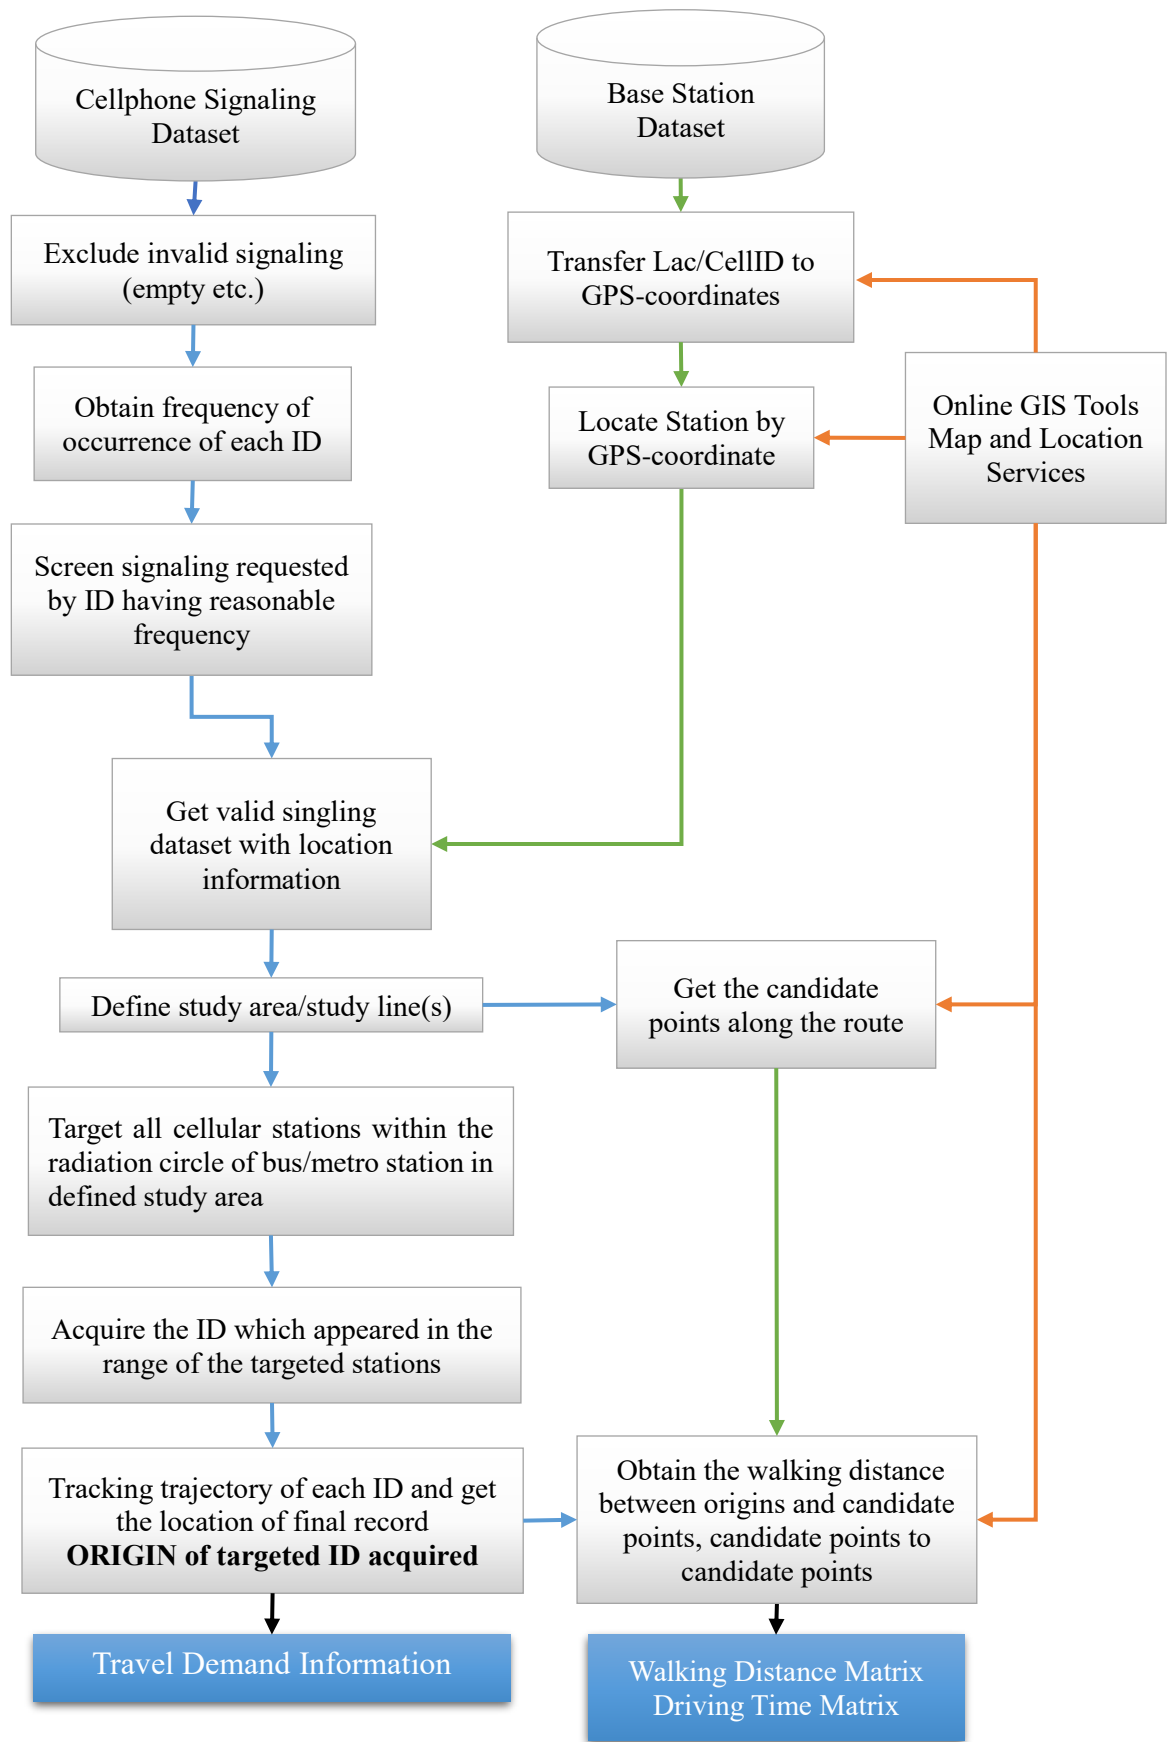 Cellphone Signaling
Dataset
Base Station
Dataset
Exclude invalid signaling
(empty etc.)
Transfer Lac/CellID to
GPS-coordinates
Obtain frequency of
occurrence of each ID
Locate Station by
GPS-coordinate
Online GIS Tools
Map and Location
Services
Screen signaling requested
by ID having reasonable
frequency
Get valid singling
dataset with location
information
Define study area/study line(s)
Get the candidate
points along the route
Target all cellular stations within the
radiation circle of bus/metro station in
defined study area
Acquire the ID which appeared in the
range of the targeted stations
Tracking trajectory of each ID and get
the location of final record
ORIGIN of targeted ID acquired
Obtain the walking distance
between origins and candidate
points, candidate points to
candidate points
Travel Demand Information
Walking Distance Matrix
Driving Time Matrix